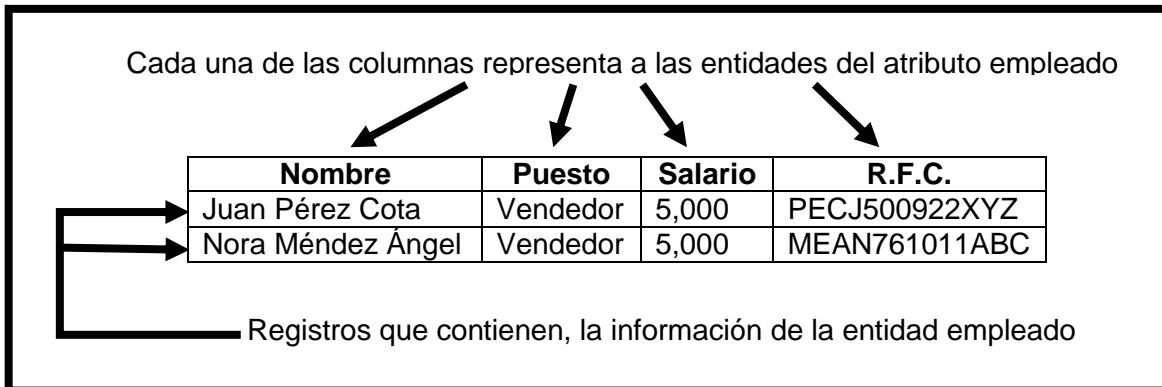 Cada una de las columnas representa a las entidades del atributo empleado
Nombre Puesto Salario R.F.C.
Juan Pérez Cota Vendedor 5,000 PECJ500922XYZ
Nora Méndez Ángel Vendedor 5,000 MEAN761011ABC
Registros que contienen, la información de la entidad empleado